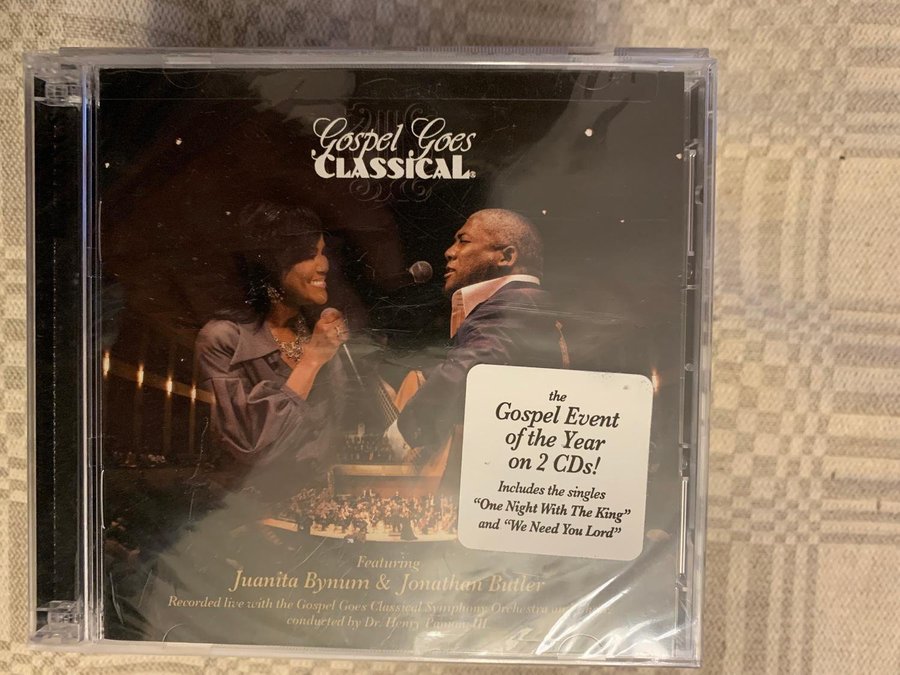 Gospel Goes
CLASSICAL®
the
Gospel Event
of the Year
on 2 CDs!
Includes the singles
"One Night With The King"
and "We Need You Lord"
Featuring
Juanita Bynum & Jonathan Butler
Recorded live with the Gospel Goes Classical Symphony Orchestra
conducted by Dr. Henry III